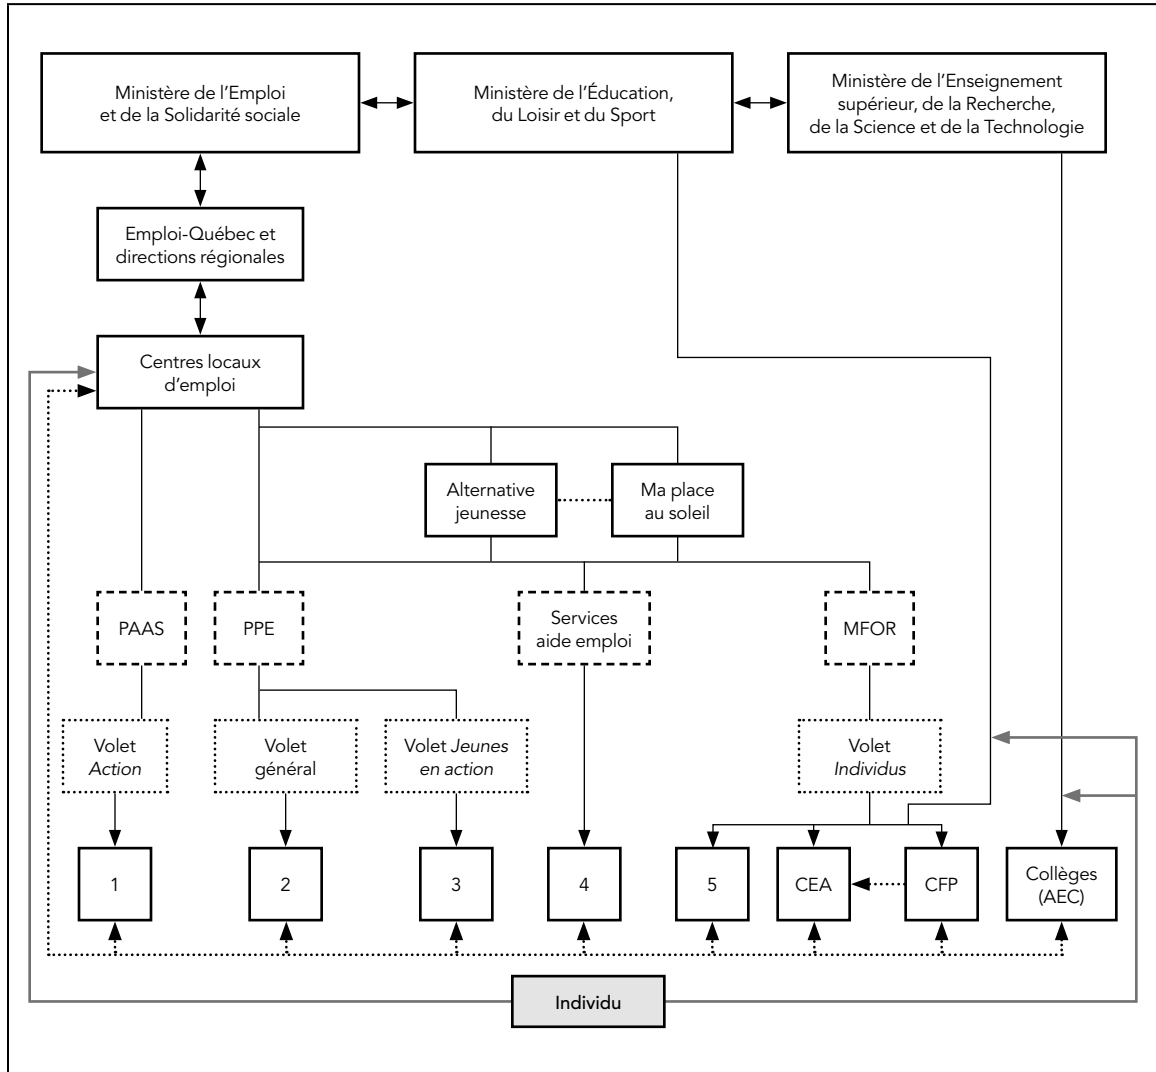 Ministère de l’Emploi
et de la Solidarité sociale
Ministère de l’Éducation,
du Loisir et du Sport
Ministère de l’Enseignement
supérieur, de la Recherche,
de la Science et de la Technologie
Emploi-Québec et
directions régionales
Centres locaux
d’emploi
Alternative
jeunesse
Ma place
au soleil
PAAS
PPE
Services
aide emploi
MFOR
Volet
Action
Volet
général
Volet Jeunes
en action
Volet
Individus
1
2
3
4
5
CEA
CFP
Collèges
(AEC)
Individu